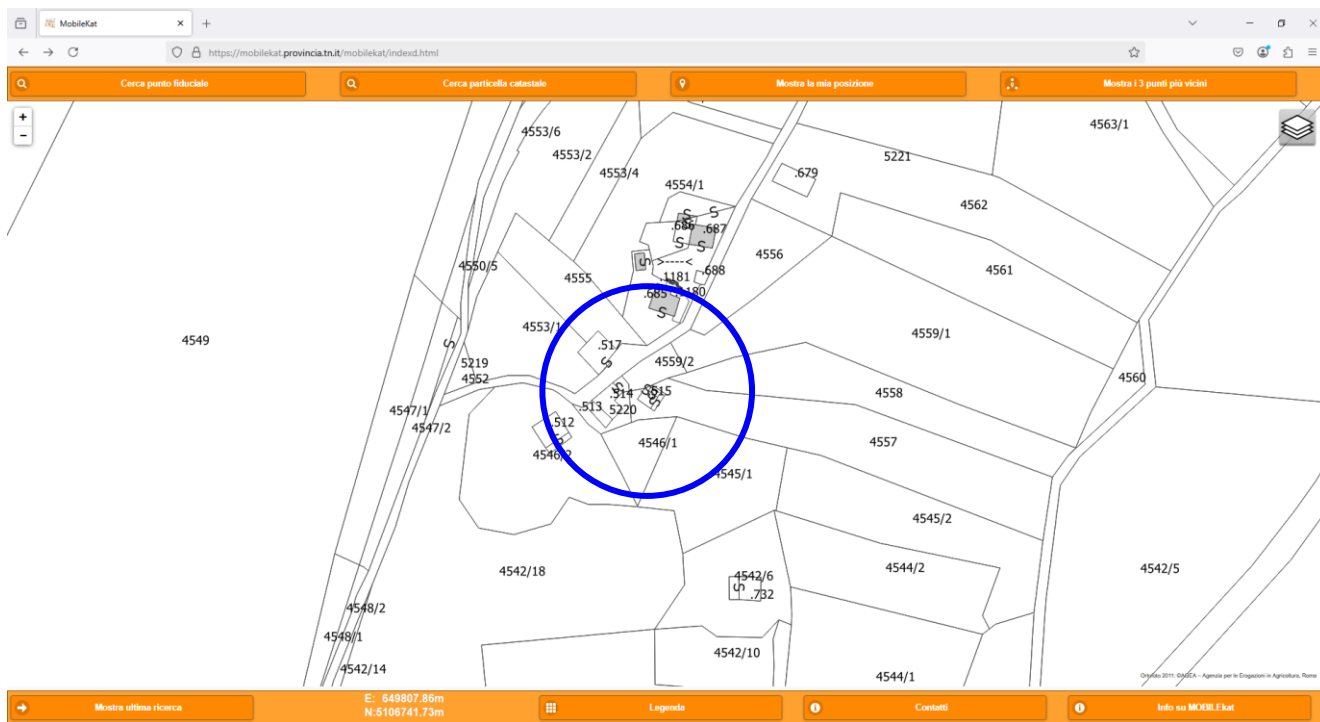 MobileKat
https://mobilekat.provincia.tn.it/mobilekat/indexd.html
Cerca punto fiduciale
Cerca particella catastale
Mostra la mia posizione
Mostra i 3 punti più vicini
+
−
4553/6
4563/1
4553/2
5221
4553/4
.679
4554/1
4562
S S
.686 .687
S S
4556
4550/5
S >----<
4561
.688
4555
.1181
.685
S
4553/1
4559/1
4549
.517
S
S
4559/2
5219
4552
4560
S
.514
.515
4558
.513
5220
4547/1
.512
4547/2
S
4546/1
4557
4546/2
4545/1
4545/2
4544/2
4542/18
4542/6
4542/5
S
.732
4548/2
4548/1
4542/10
4542/14
4544/1
Ortofoto 2011: ©AGEA – Agenzia per le Erogazioni in Agricoltura, Roma
Mostra ultima ricerca
E: 649807.86m
N:5106741.73m
Legenda
Contatti
Info su MOBILEkat